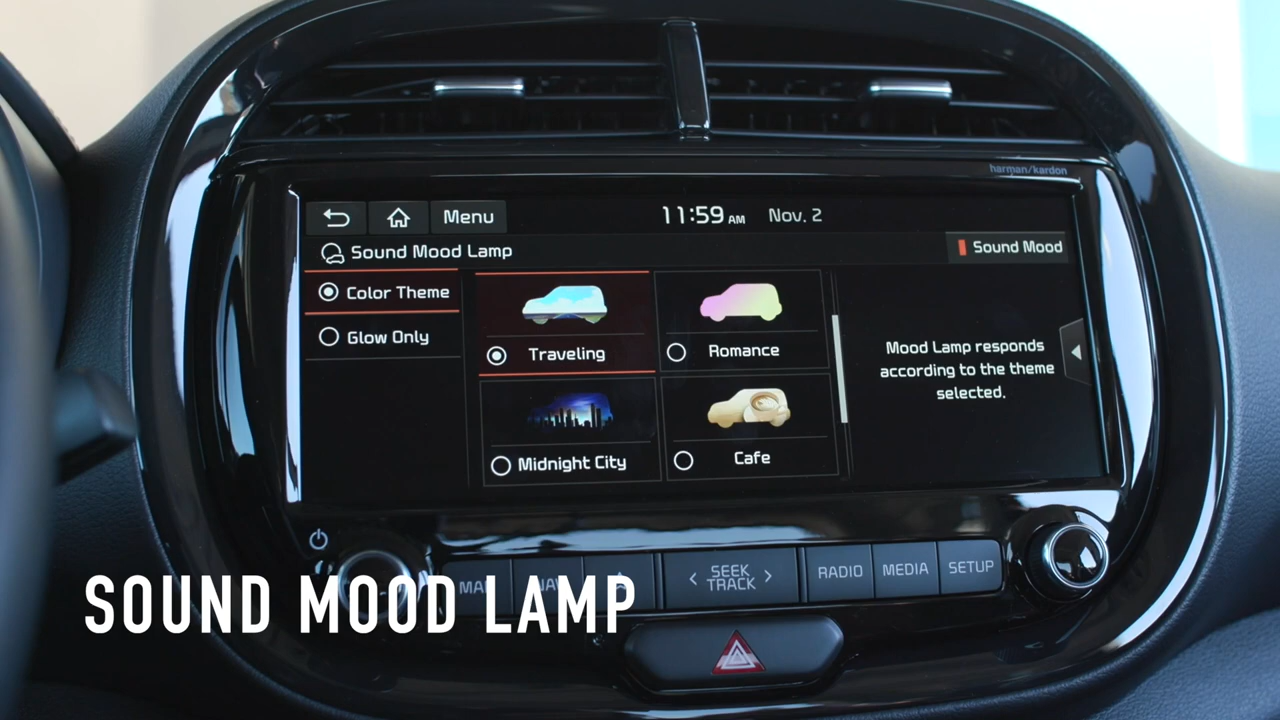 harman/kardon
Menu
11:59 AM Nov. 2
Sound Mood Lamp
Sound Mood
Color Theme
Glow Only
Traveling
Romance
Midnight City
Cafe
Mood Lamp responds
according to the theme
selected.
SEEK
TRACK
RADIO
MEDIA
SETUP
SOUND MOOD LAMP